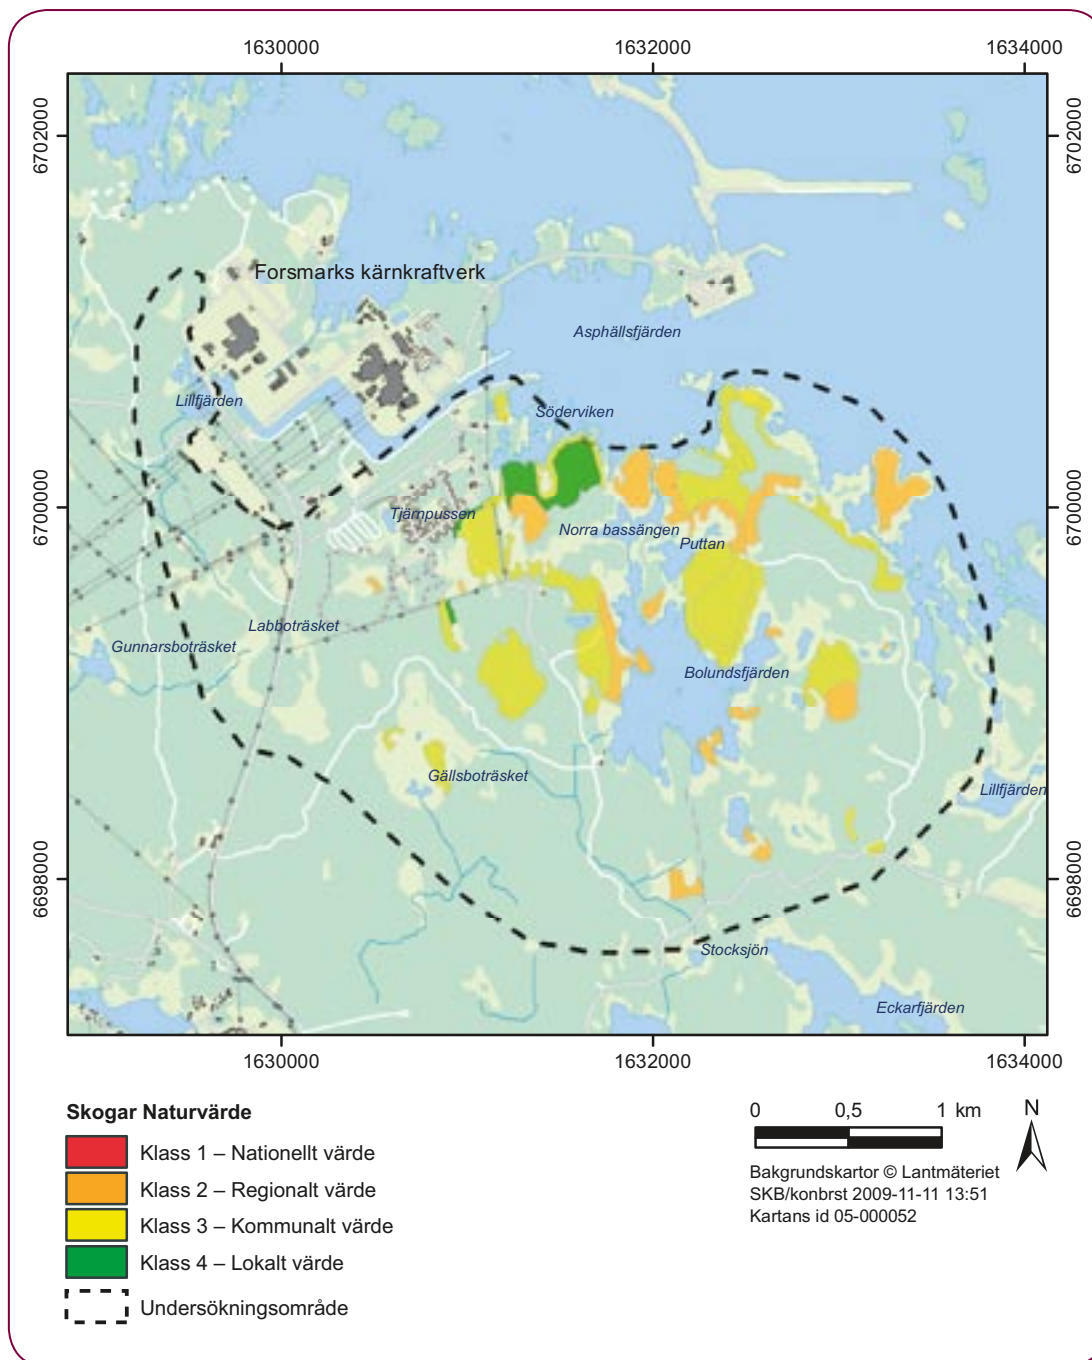 1630000
1632000
1634000
6702000
6702000
Forsmarks kärnkraftverk
Asphällsfjärden
Lillfjärden
Söderviken
6700000
6700000
Tjärnpussen
Norra bassängen
Puttan
Labboträsket
Gunnarsboträsket
Bolundsfjärden
Gällsboträsket
Lillfjärden
6698000
6698000
Stocksjön
Eckarfjärden
1630000
1632000
1634000
Skogar Naturvärde
Klass 1 – Nationellt värde
Klass 2 – Regionalt värde
Klass 3 – Kommunalt värde
Klass 4 – Lokalt värde
Undersökningsområde
0 0,5 1 km
N
Bakgrundskartor © Lantmäteriet
SKB/konbrst 2009-11-11 13:51
Kartans id 05-000052